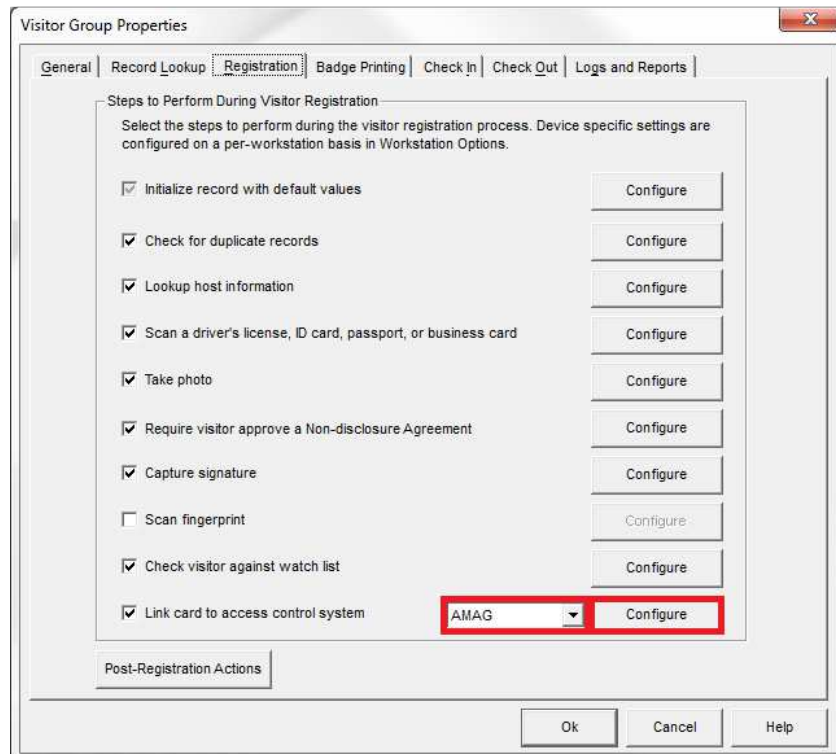 Visitor Group Properties
General Record Lookup Registration Badge Printing Check In Check Out Logs and Reports
Steps to Perform During Visitor Registration
Select the steps to perform during the visitor registration process. Device specific settings are
configured on a per-workstation basis in Workstation Options.
Initialize record with default values Configure
Check for duplicate records Configure
Lookup host information Configure
Scan a driver's license, ID card, passport, or business card Configure
Take photo Configure
Require visitor approve a Non-disclosure Agreement Configure
Capture signature Configure
Scan fingerprint Configure
Check visitor against watch list Configure
Link card to access control system AMAG Configure
Post-Registration Actions
Ok Cancel Help